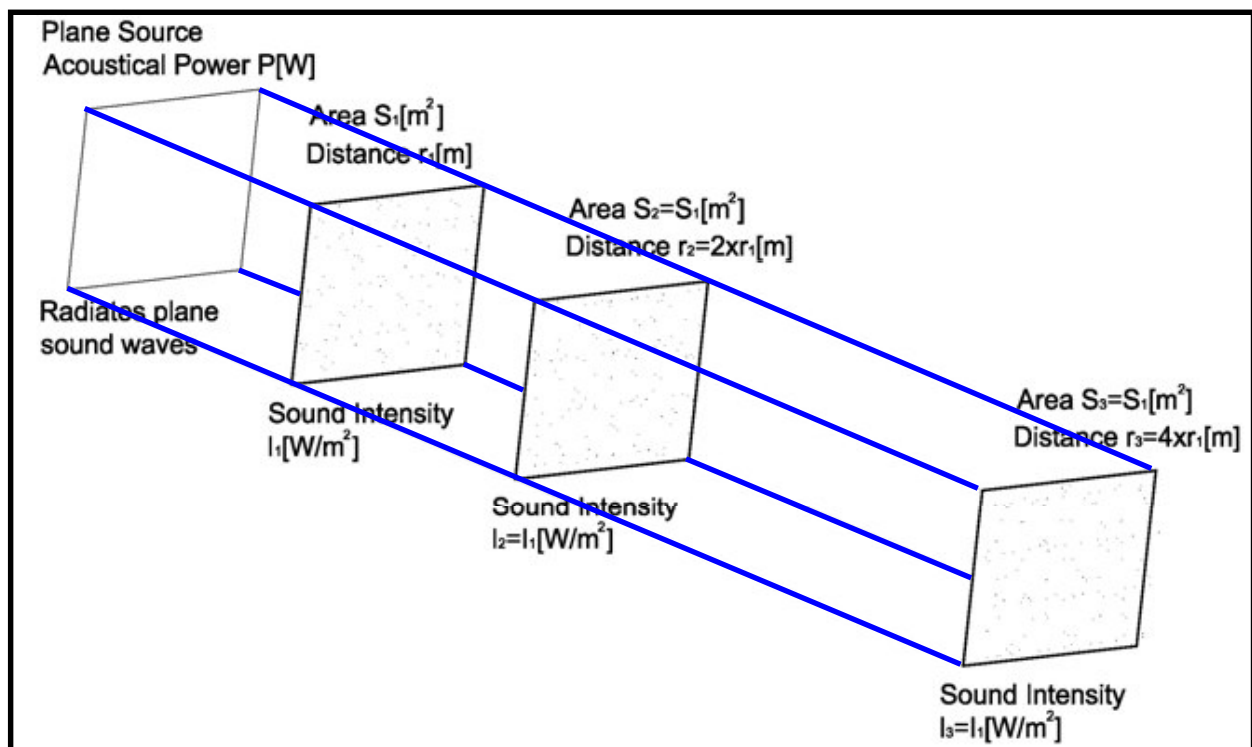 Plane Source
Acoustical Power P[W]
Area S₁[m²]
Distance r₁[m]
Area S₂=S₁[m²]
Distance r₂=2xr₁[m]
Radiates plane
sound waves
Sound Intensity
I₁[W/m²]
Area S₃=S₁[m²]
Distance r₃=4xr₁[m]
Sound Intensity
I₂=I₁[W/m²]
Sound Intensity
I₃=I₁[W/m²]